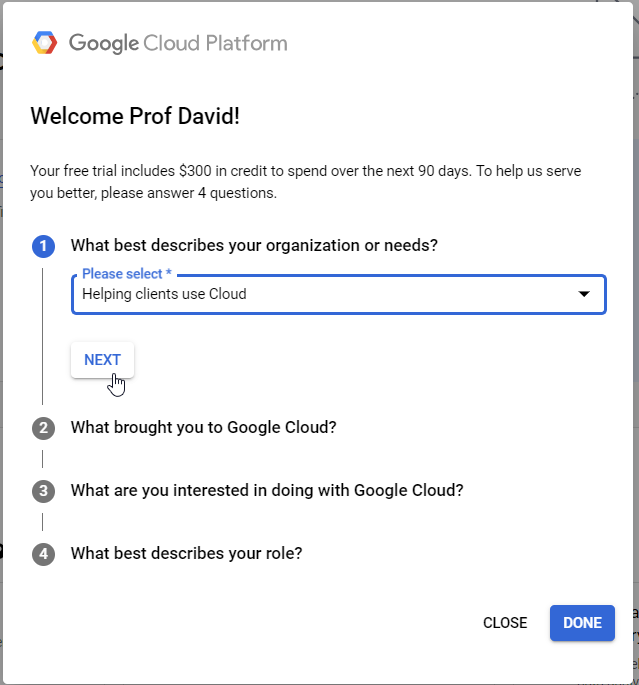 Google Cloud Platform
Welcome Prof David!
Your free trial includes $300 in credit to spend over the next 90 days. To help us serve
you better, please answer 4 questions.
1 What best describes your organization or needs?
Please select *
Helping clients use Cloud
NEXT
2 What brought you to Google Cloud?
3 What are you interested in doing with Google Cloud?
4 What best describes your role?
CLOSE DONE